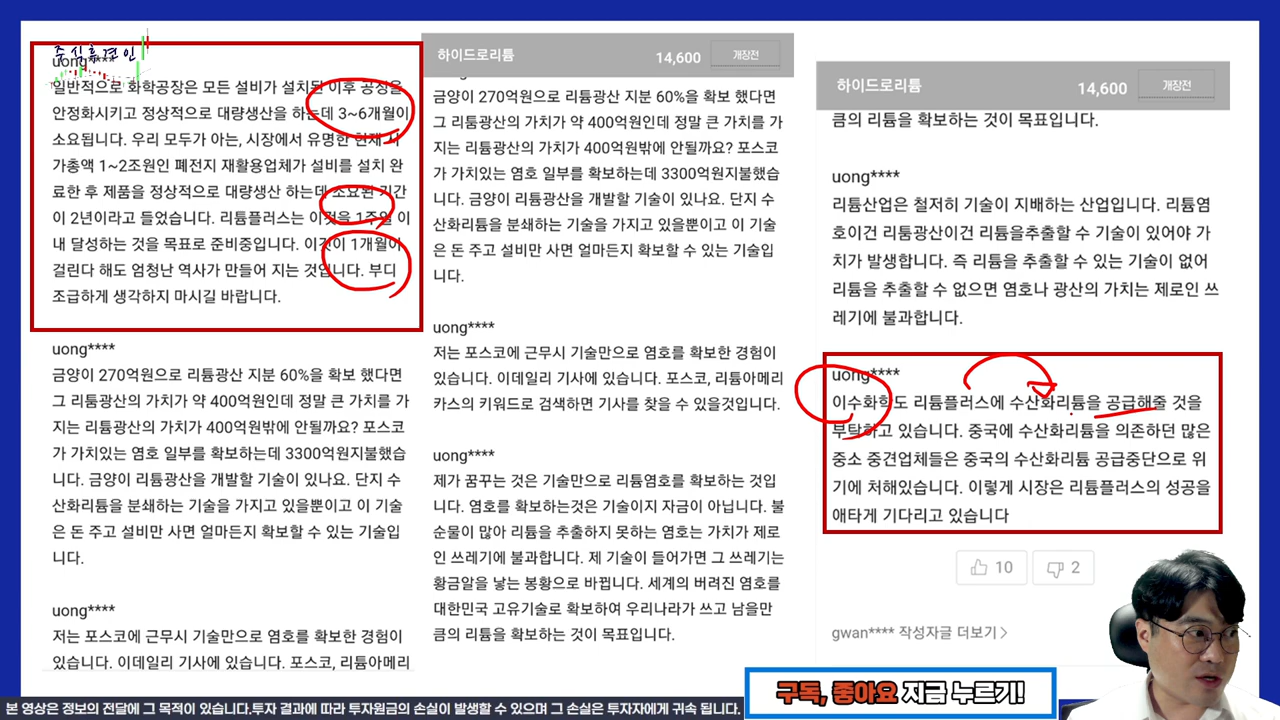 주식후견인
uong****
일반적으로 화학공장은 모든 설비가 설치된 이후 공정을
안정화시키고 정상적으로 대량생산을 하는데 3~6개월이
소요됩니다. 우리 모두가 아는, 시장에서 유명한 현재 시
가총액 1~2조원인 폐전지 재활용업체가 설비를 설치 완
료한 후 제품을 정상적으로 대량생산 하는데 소요된 기간
이 2년이라고 들었습니다. 리튬플러스는 이것을 1주일 이
내 달성하는 것을 목표로 준비중입니다. 이것이 1개월이
걸린다 해도 엄청난 역사가 만들어 지는 것입니다. 부디
조급하게 생각하지 마시길 바랍니다.
uong****
금양이 270억원으로 리튬광산 지분 60%을 확보 했다면
그 리툼광산의 가치가 약 400억원인데 정말 큰 가치를 가
지는 리튬광산의 가치가 400억원밖에 안될까요? 포스코
가 가치있는 염호 일부를 확보하는데 3300억원지불했습
니다. 금양이 리튬광산을 개발할 기술이 있나요. 단지 수
산화리튬을 분쇄하는 기술을 가지고 있을뿐이고 이 기술
은 돈 주고 설비만 사면 얼마든지 확보할 수 있는 기술입
니다.
uong****
저는 포스코에 근무시 기술만으로 염호를 확보한 경험이
있습니다. 이데일리 기사에 있습니다. 포스코, 리튬아메리
하이드로리튬 14,600 개장전
금양이 270억원으로 리튬광산 지분 60%을 확보 했다면
그 리툼광산의 가치가 약 400억원인데 정말 큰 가치를 가
지는 리튬광산의 가치가 400억원밖에 안될까요? 포스코
가 가치있는 염호 일부를 확보하는데 3300억원지불했습
니다. 금양이 리튬광산을 개발할 기술이 있나요. 단지 수
산화리튬을 분쇄하는 기술을 가지고 있을뿐이고 이 기술
은 돈 주고 설비만 사면 얼마든지 확보할 수 있는 기술입
니다.
uong****
저는 포스코에 근무시 기술만으로 염호를 확보한 경험이
있습니다. 이데일리 기사에 있습니다. 포스코, 리튬아메리
카스의 키워드로 검색하면 기사를 찾을 수 있을것입니다.
uong****
제가 꿈꾸는 것은 기술만으로 리튬염호를 확보하는 것입
니다. 염호를 확보하는것은 기술이지 자금이 아닙니다. 불
순물이 많아 리튬을 추출하지 못하는 염호는 가치가 제로
인 쓰레기에 불과합니다. 제 기술이 들어가면 그 쓰레기는
황금알을 낳는 봉황으로 바뀝니다. 세계의 버려진 염호를
대한민국 고유기술로 확보하여 우리나라가 쓰고 남을만
큼의 리튬을 확보하는 것이 목표입니다.
하이드로리튬 14,600 개장전
큼의 리튬을 확보하는 것이 목표입니다.
uong****
리튬산업은 철저히 기술이 지배하는 산업입니다. 리튬염
호이건 리툼광산이건 리튬을추출할 수 기술이 있어야 가
치가 발생합니다. 즉 리튬을 추출할 수 있는 기술이 없어
리튬을 추출할 수 없으면 염호나 광산의 가치는 제로인 쓰
레기에 불과합니다.
uong****
이수화학도 리튬플러스에 수산화리튬을 공급해줄 것을
부탁하고 있습니다. 중국에 수산화리튬을 의존하던 많은
중소 중견업체들은 중국의 수산화리튬 공급중단으로 위
기에 처해있습니다. 이렇게 시장은 리튬플러스의 성공을
애타게 기다리고 있습니다
10 2
gwan**** 작성자글 더보기
구독, 좋아요 지금 누르기!
본 영상은 정보의 전달에 그 목적이 있습니다.투자 결과에 따라 투자원금의 손실이 발생할 수 있으며 그 손실은 투자자에게 귀속 됩니다.